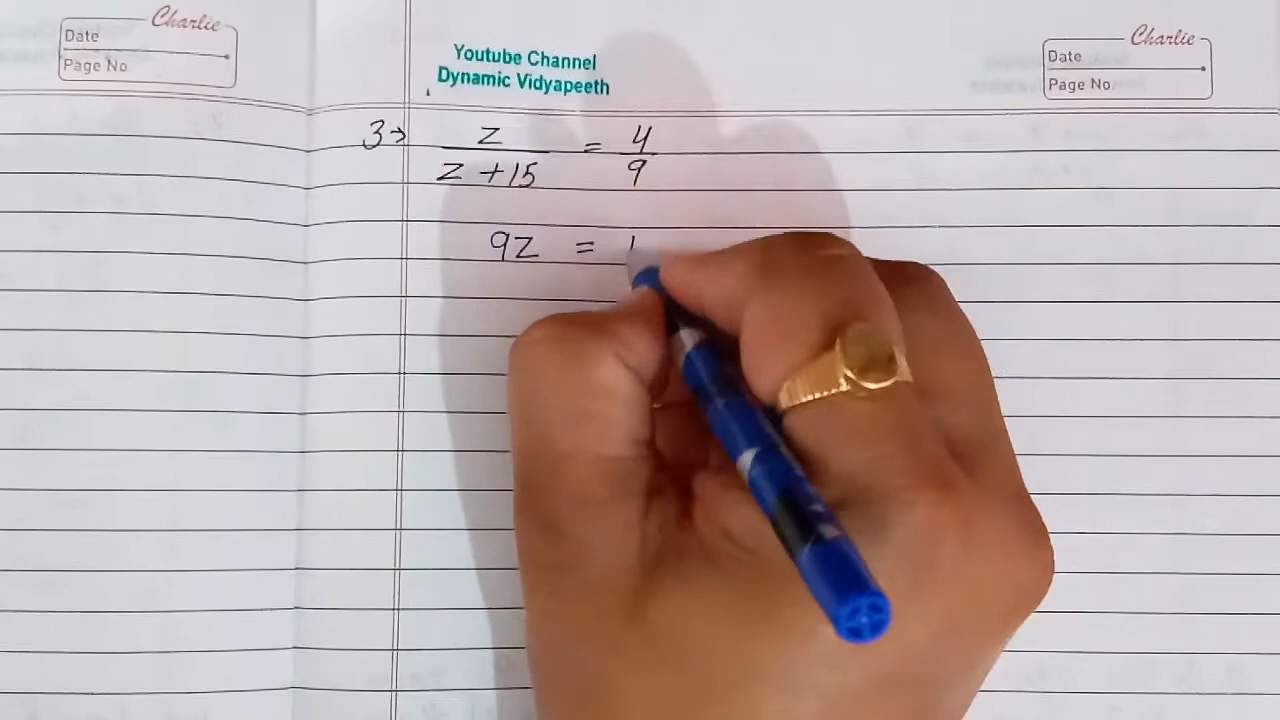 Charlie
Date
Page No
Youtube Channel
Dynamic Vidyapeeth
Charlie
Date
Page No.
3→ z/(z + 15) = 4/9
9z =